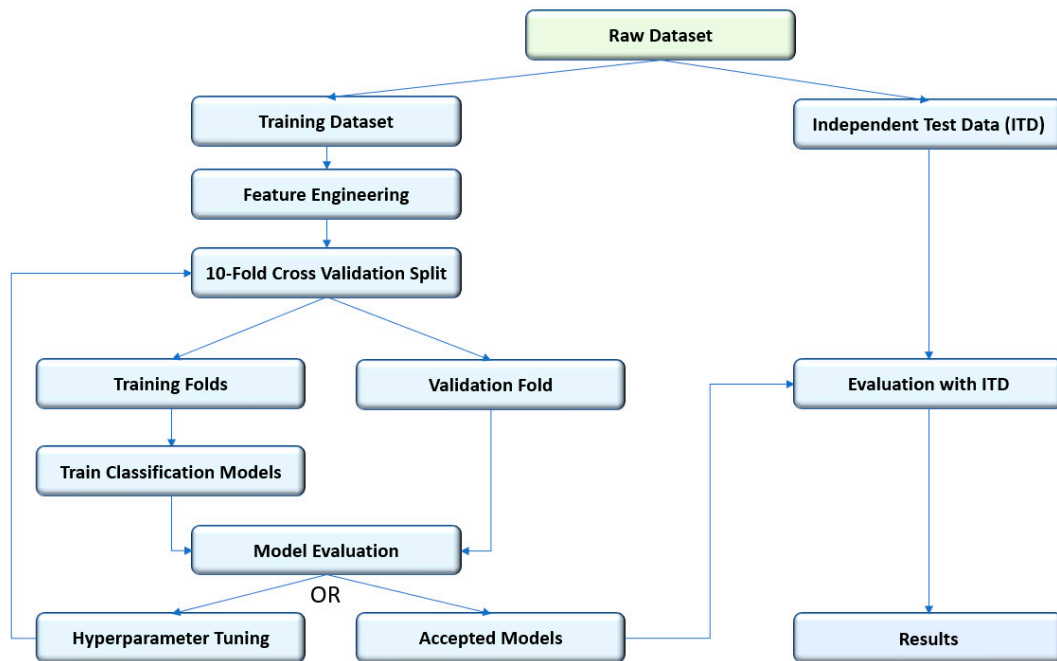 Raw Dataset
Training Dataset
Independent Test Data (ITD)
Feature Engineering
10-Fold Cross Validation Split
Training Folds
Validation Fold
Evaluation with ITD
Train Classification Models
Model Evaluation
OR
Hyperparameter Tuning
Accepted Models
Results